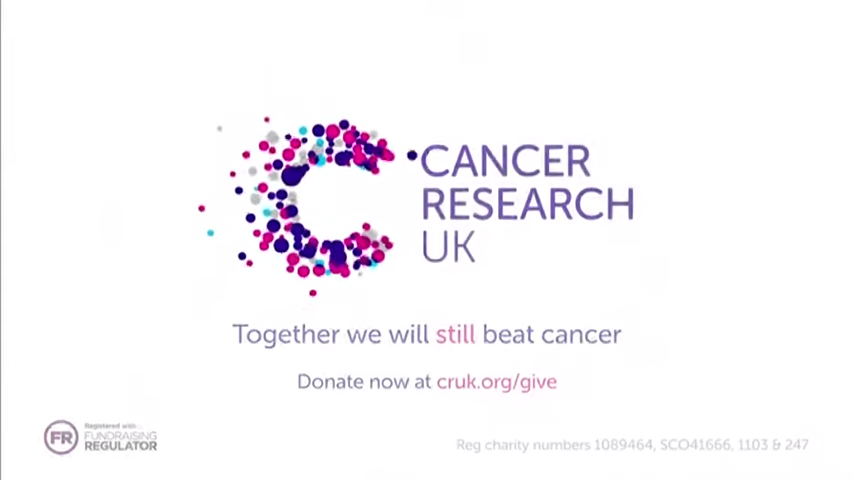 CANCER
RESEARCH
UK
Together we will still beat cancer
Donate now at cruk.org/give
FR
Registered with
FUNDRAISING
REGULATOR
Reg charity numbers 1089464, SCO41666, 1103 & 247